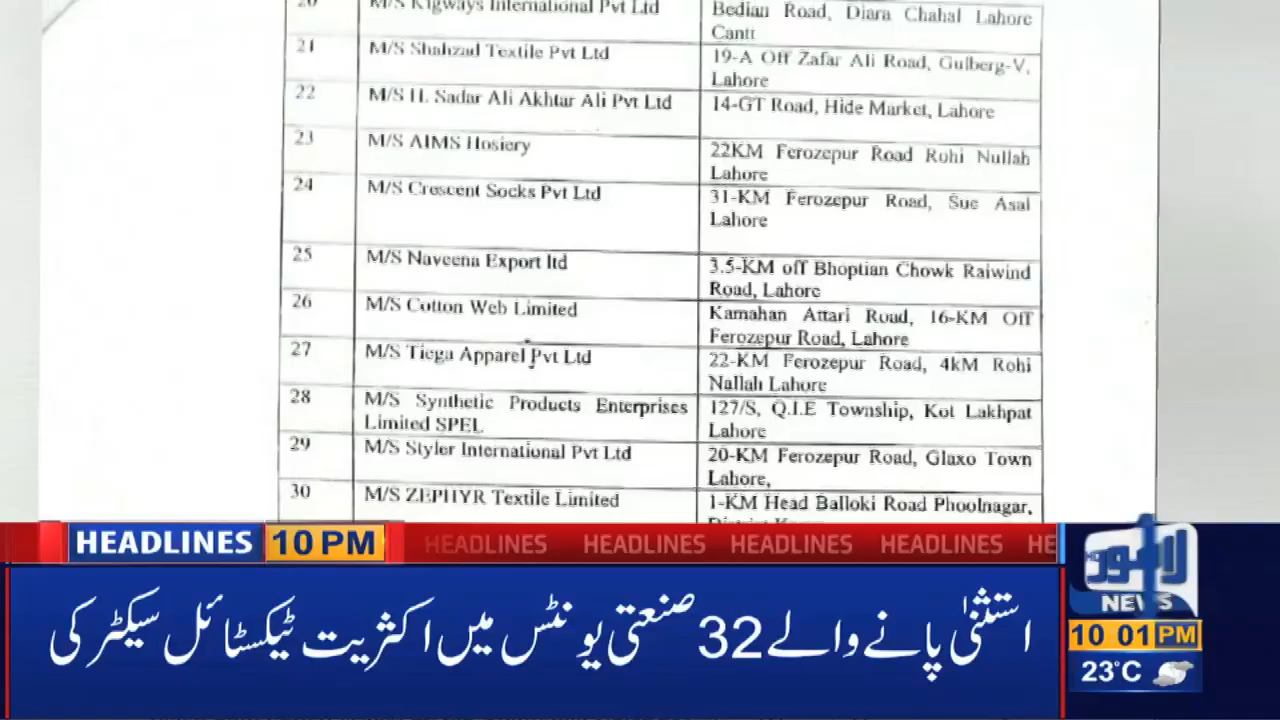 20 M/S Kigways International Pvt Ltd Bedian Road, Diara Chahal Lahore
Cantt
21 M/S Shahzad Textile Pvt Ltd 19-A Off Zafar Ali Road, Gulberg-V,
Lahore
22 M/S H. Sadar Ali Akhtar Ali Pvt Ltd 14-GT Road, Hide Market, Lahore
23 M/S AIMS Hosiery 22KM Ferozepur Road Rohi Nullah
Lahore
24 M/S Crescent Socks Pvt Ltd 31-KM Ferozepur Road, Sue Asal
Lahore
25 M/S Naveena Export ltd 3.5-KM off Bhoptian Chowk Raiwind
Road, Lahore
26 M/S Cotton Web Limited Kamahan Attari Road, 16-KM Off
Ferozepur Road, Lahore
27 M/S Tiega Apparel Pvt Ltd 22-KM Ferozepur Road, 4kM Rohi
Nallah Lahore
28 M/S Synthetic Products Enterprises 127/S, Q.I.E Township, Kot Lakhpat
Limited SPEL Lahore
29 M/S Styler International Pvt Ltd 20-KM Ferozepur Road, Glaxo Town
Lahore,
30 M/S ZEPHYR Textile Limited 1-KM Head Balloki Road Phoolnagar,
HEADLINES 10 PM HEADLINES HEADLINES HEADLINES HEADLINES HE
استثنیٰ پانے والے 32 صنعتی یونٹس میں اکثریت ٹیکسٹائل سیکٹر کی
لاہور
NEWS
10 01 PM
23°C